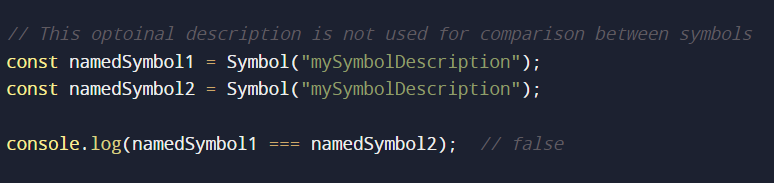 // This optoinal description is not used for comparison between symbols
const namedSymbol1 = Symbol("mySymbolDescription");
const namedSymbol2 = Symbol("mySymbolDescription");
console.log(namedSymbol1 === namedSymbol2);  // false